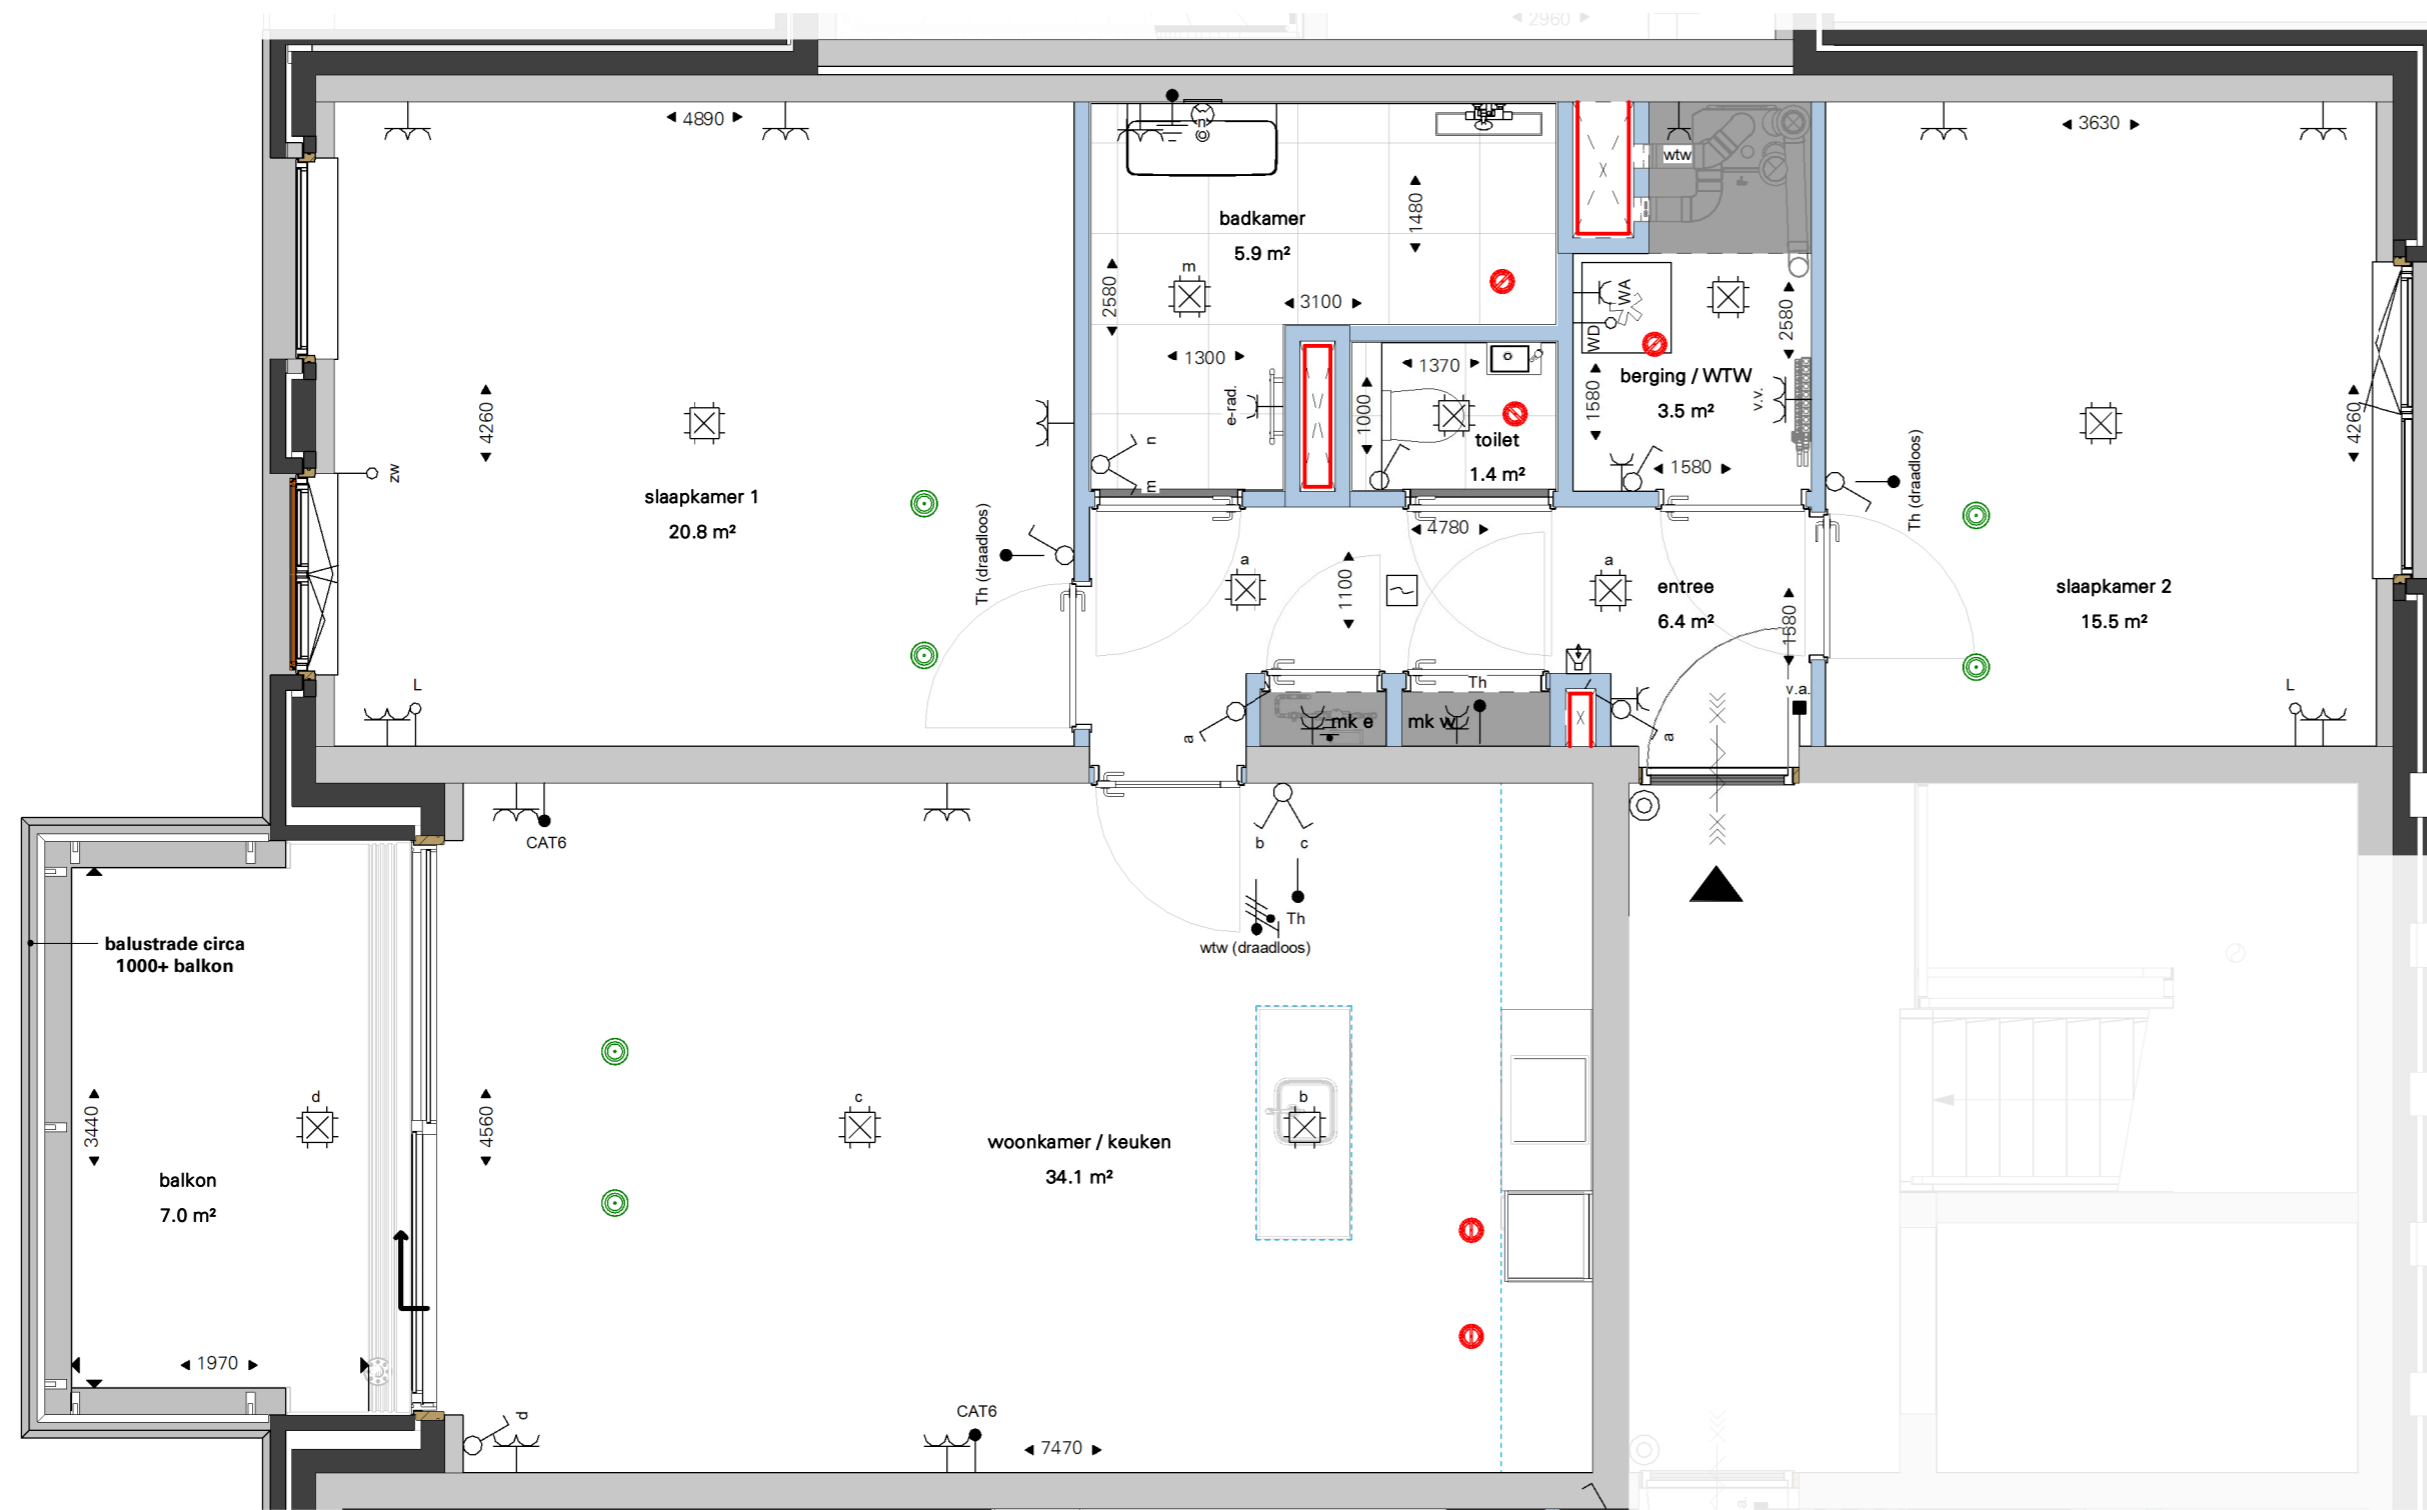 2960
4890
3630
n
wtw
badkamer
5.9 m²
1480
m
2580
3100
WA
WD
2580
1300
1370
e-rad.
1000
toilet
1.4 m²
berging / WTW
3.5 m²
1580
v.v.
1580
4260
zw
slaapkamer 1
20.8 m²
n
m
Th (draadloos)
Th (draadloos)
4260
4780
a
1100
a
entree
6.4 m²
1580
slaapkamer 2
15.5 m²
L
Th
v.a.
L
mk e
mk w
a
a
CAT6
b
c
Th
wtw (draadloos)
balustrade circa
1000+ balkon
d
3440
4560
c
b
woonkamer / keuken
34.1 m²
balkon
7.0 m²
1970
d
CAT6
7470
a.